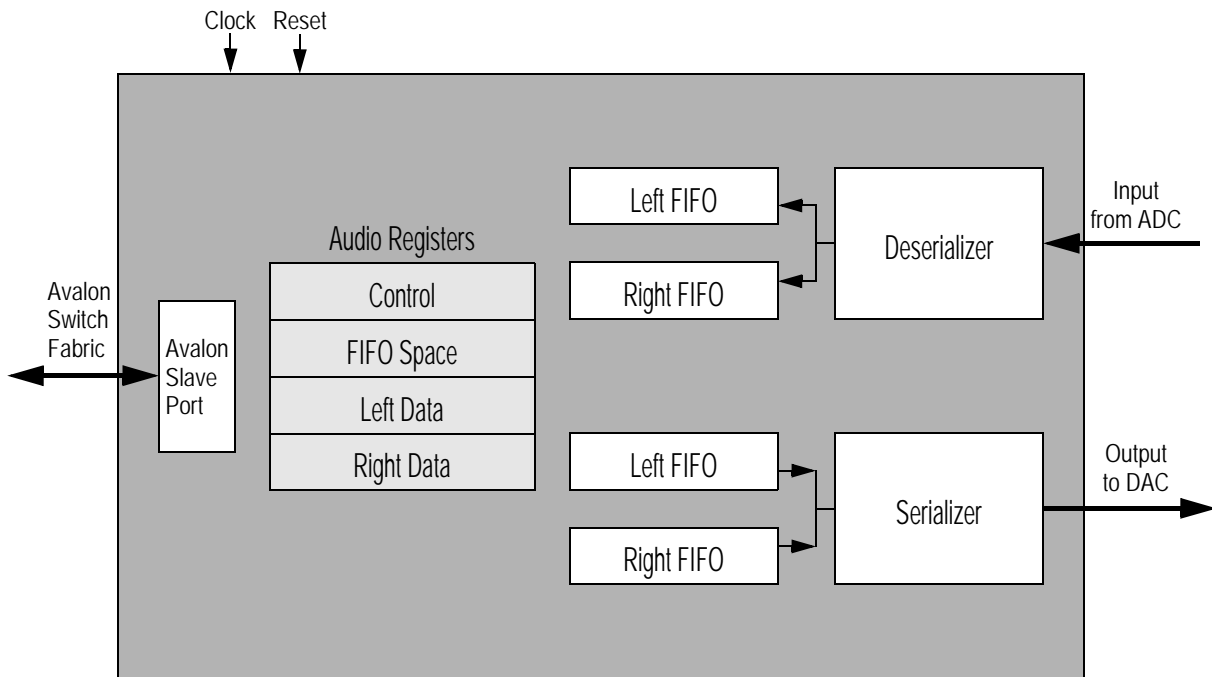 Clock Reset
Left FIFO
Right FIFO
Deserializer
Input
from ADC
Audio Registers
Control
FIFO Space
Left Data
Right Data
Avalon
Switch
Fabric
Avalon
Slave
Port
Left FIFO
Right FIFO
Serializer
Output
to DAC